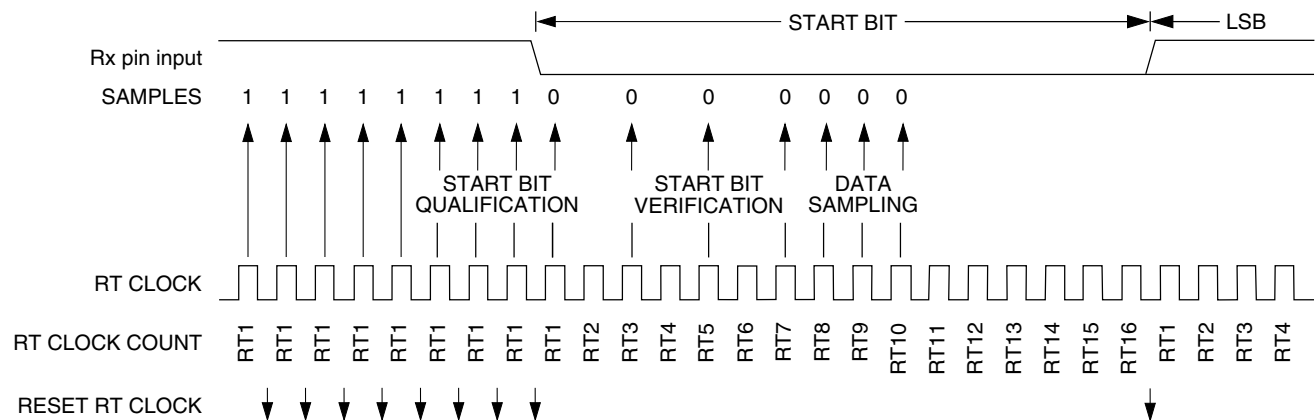 START BIT LSB
Rx pin input
SAMPLES 1 1 1 1 1 1 1 1 0 0 0 0 0 0 0
START BIT QUALIFICATION
START BIT VERIFICATION
DATA SAMPLING
RT CLOCK
RT CLOCK COUNT RT1 RT1 RT1 RT1 RT1 RT1 RT1 RT1 RT1 RT2 RT3 RT4 RT5 RT6 RT7 RT8 RT9 RT10 RT11 RT12 RT13 RT14 RT15 RT16 RT1 RT2 RT3 RT4
RESET RT CLOCK